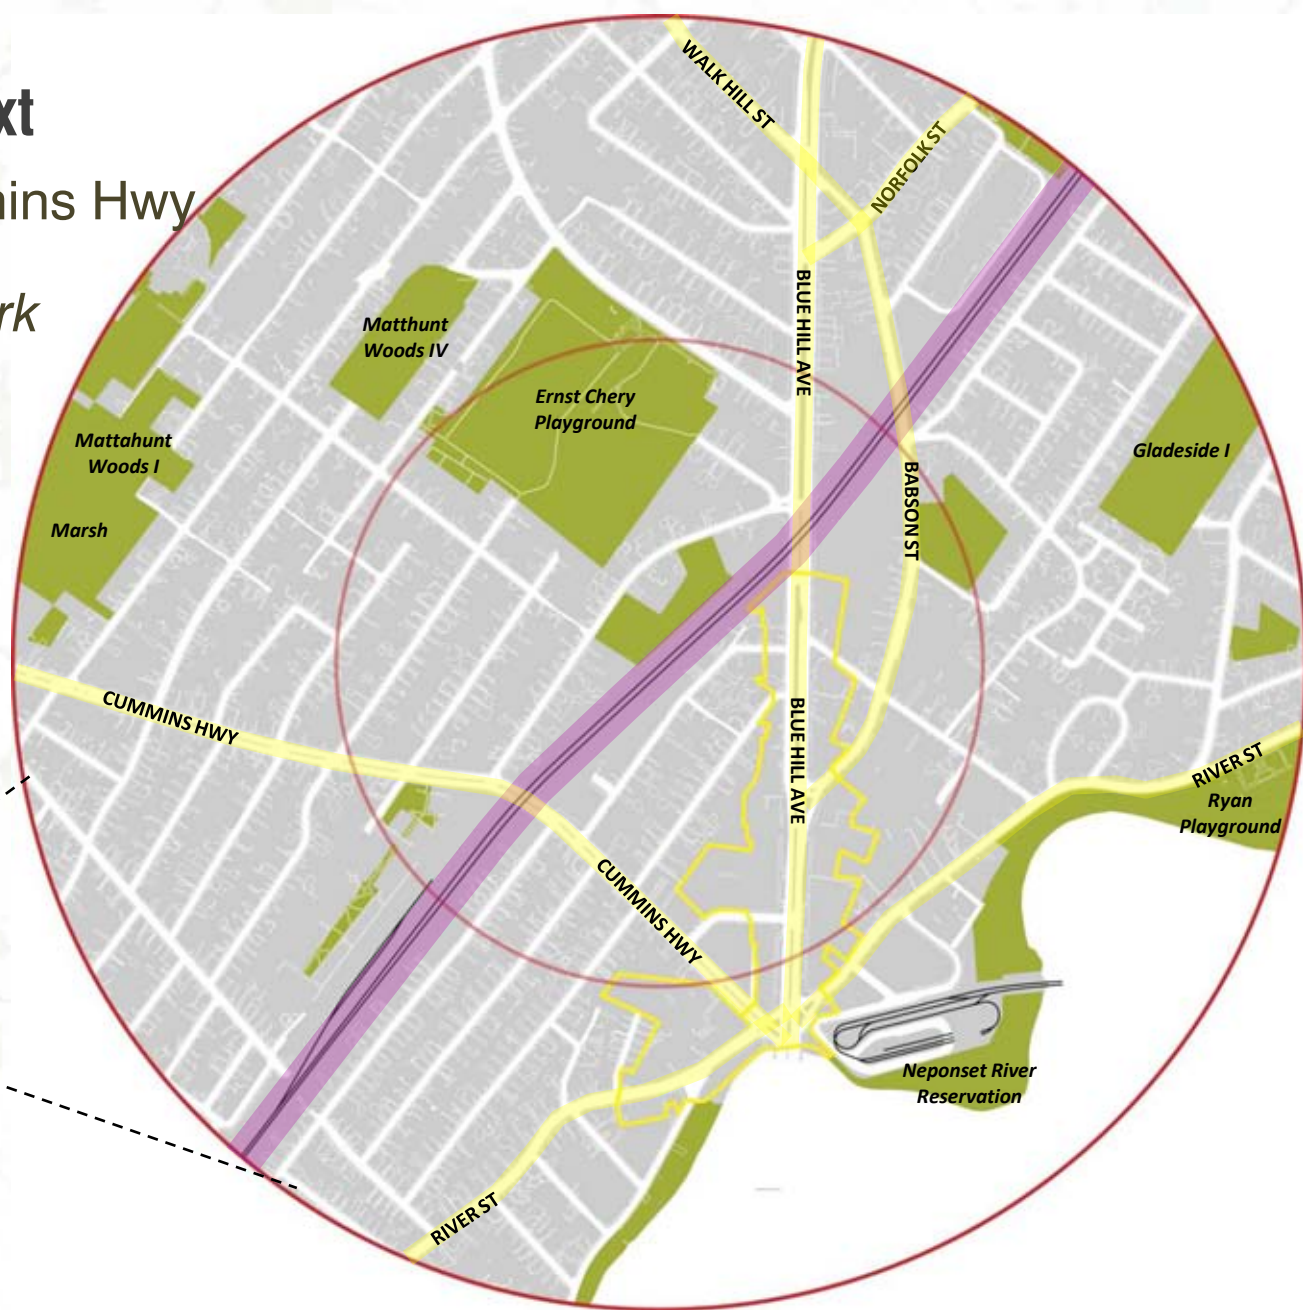 xt
mins Hwy
rk
WALK HILL ST
NORFOLK ST
BLUE HILL AVE
Matthunt
Woods IV
Ernst Chery
Playground
Mattahunt
Woods I
Marsh
Gladeside I
BABSON ST
CUMMINS HWY
BLUE HILL AVE
RIVER ST
Ryan
Playground
CUMMINS HWY
Neponset River
Reservation
RIVER ST